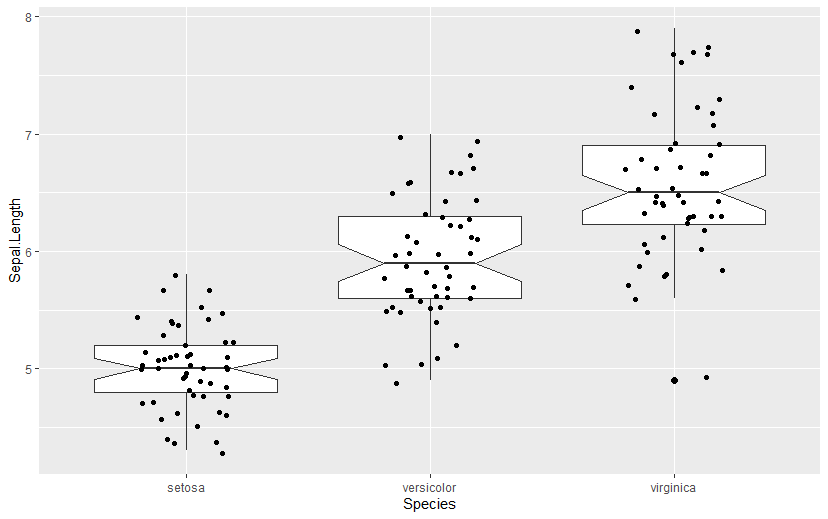 8
7
6
5
Sepal.Length
setosa
versicolor
virginica
Species